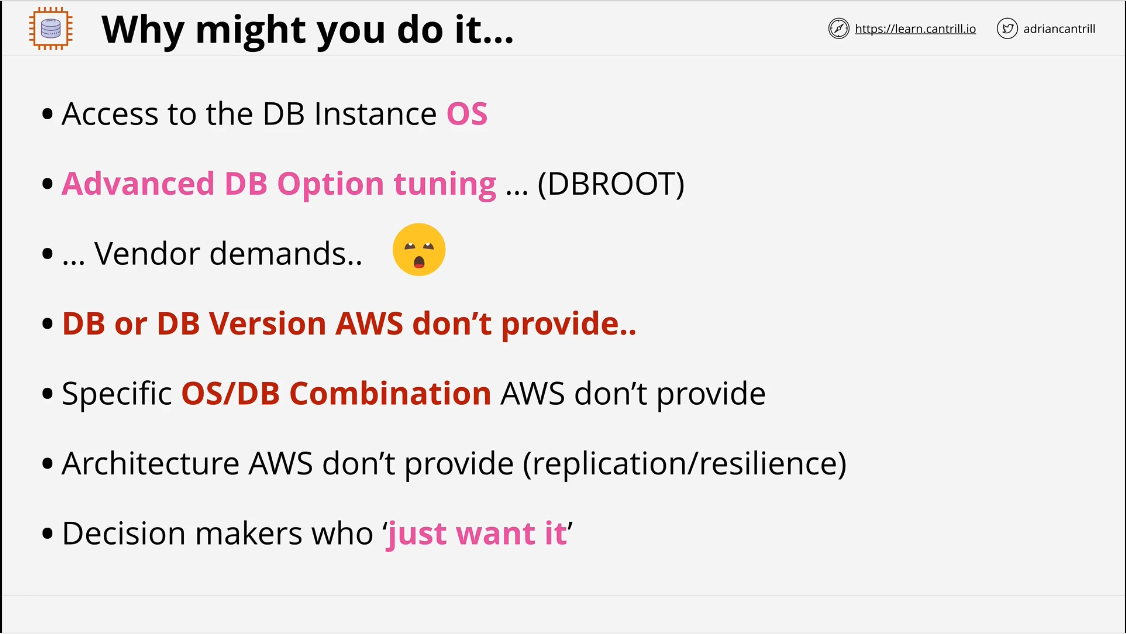 Why might you do it...
https://learn.cantrill.io
adriancantrill
• Access to the DB Instance OS
• Advanced DB Option tuning ... (DBROOT)
• ... Vendor demands..
• DB or DB Version AWS don’t provide..
• Specific OS/DB Combination AWS don’t provide
• Architecture AWS don’t provide (replication/resilience)
• Decision makers who ‘just want it’